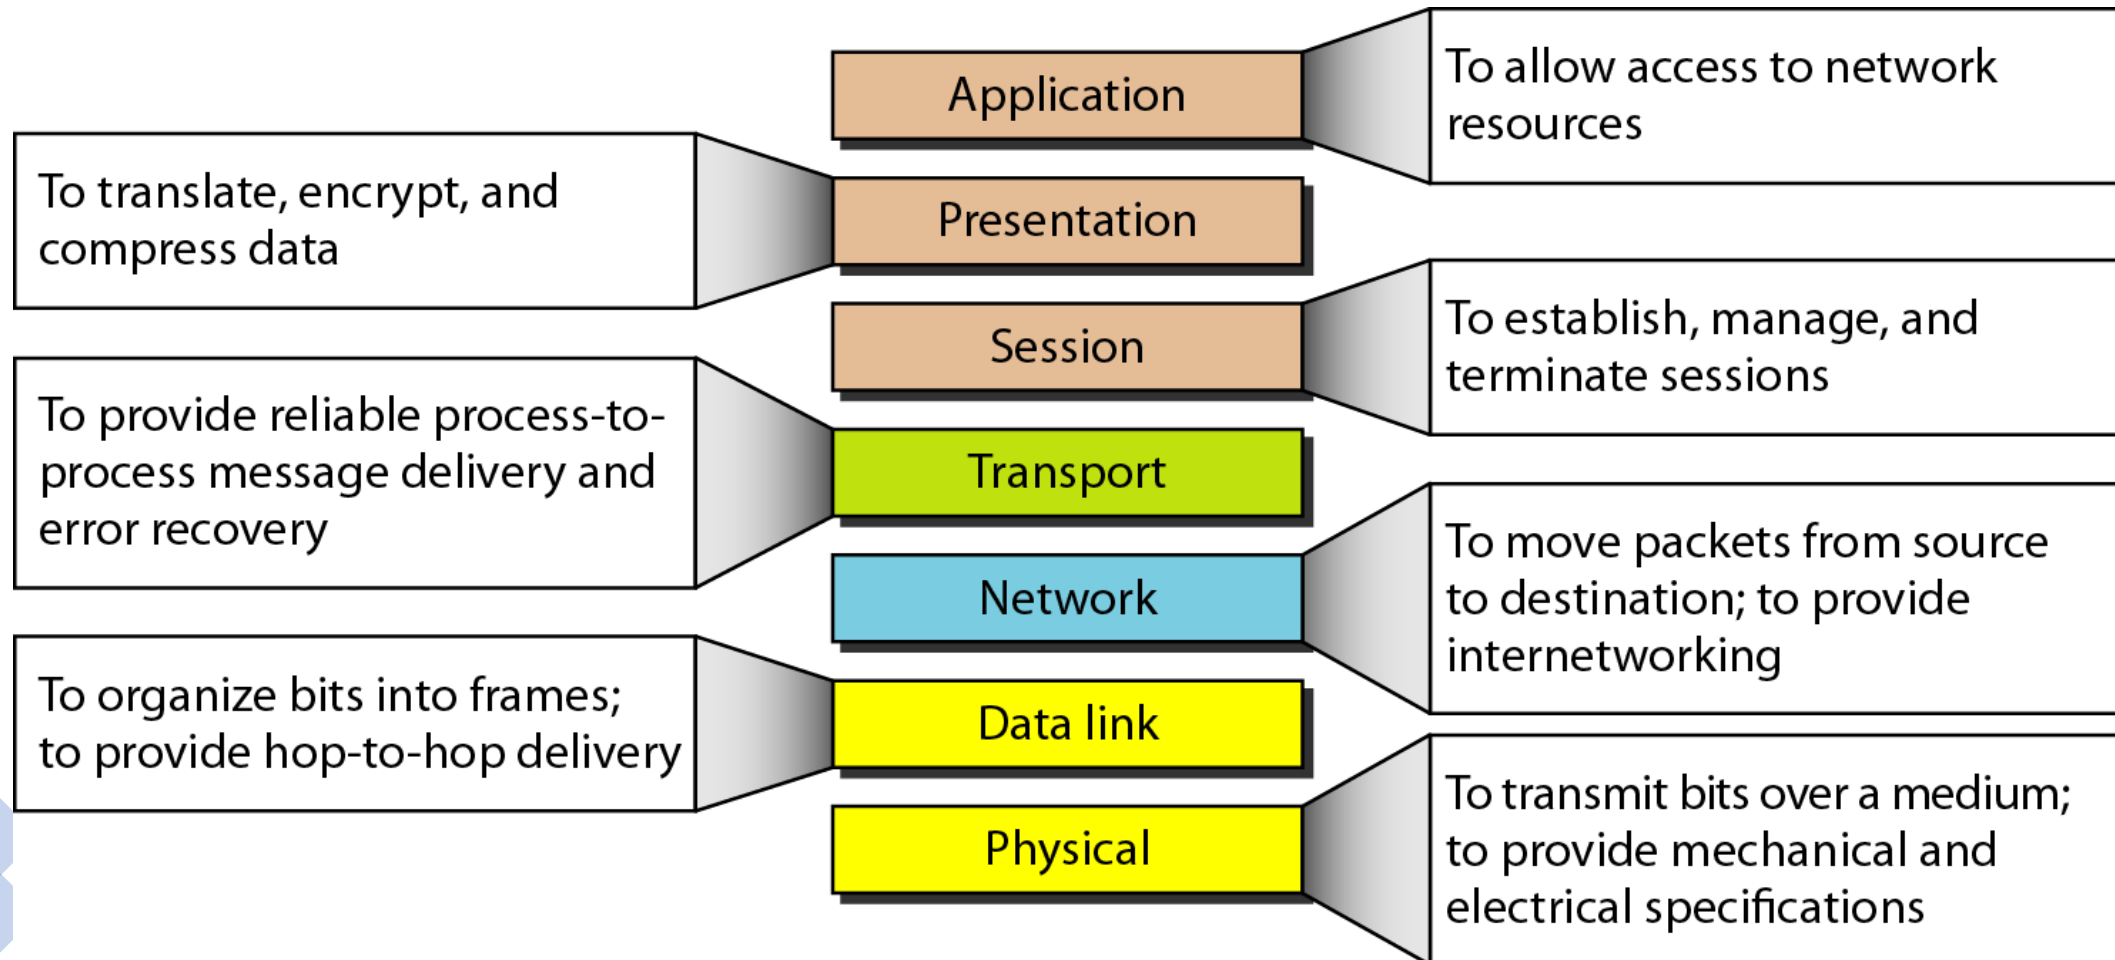 Application
To allow access to network
resources
To translate, encrypt, and
compress data
Presentation
Session
To establish, manage, and
terminate sessions
To provide reliable process-to-
process message delivery and
error recovery
Transport
Network
To move packets from source
to destination; to provide
internetworking
To organize bits into frames;
to provide hop-to-hop delivery
Data link
Physical
To transmit bits over a medium;
to provide mechanical and
electrical specifications